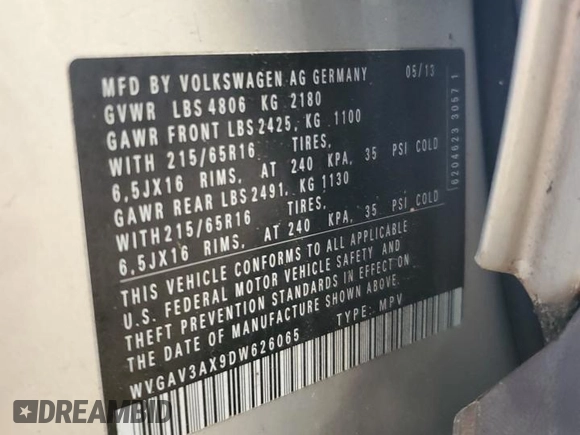 MFD BY VOLKSWAGEN AG GERMANY 05/13
GVWR LBS 4806 KG 2180
GAWR FRONT LBS 2425, KG 1100
WITH 215/65R16 TIRES,
6,5JX16 RIMS, AT 240 KPA, 35 PSI COLD
GAWR REAR LBS 2491, KG 1130
WITH 215/65R16 TIRES,
6,5JX16 RIMS, AT 240 KPA, 35 PSI COLD
THIS VEHICLE CONFORMS TO ALL APPLICABLE
U.S. FEDERAL MOTOR VEHICLE SAFETY AND
THEFT PREVENTION STANDARDS IN EFFECT ON
THE DATE OF MANUFACTURE SHOWN ABOVE.
WVGAV3AX9DW626065 TYPE: MPV
6204623 3057 1
DREAMBID